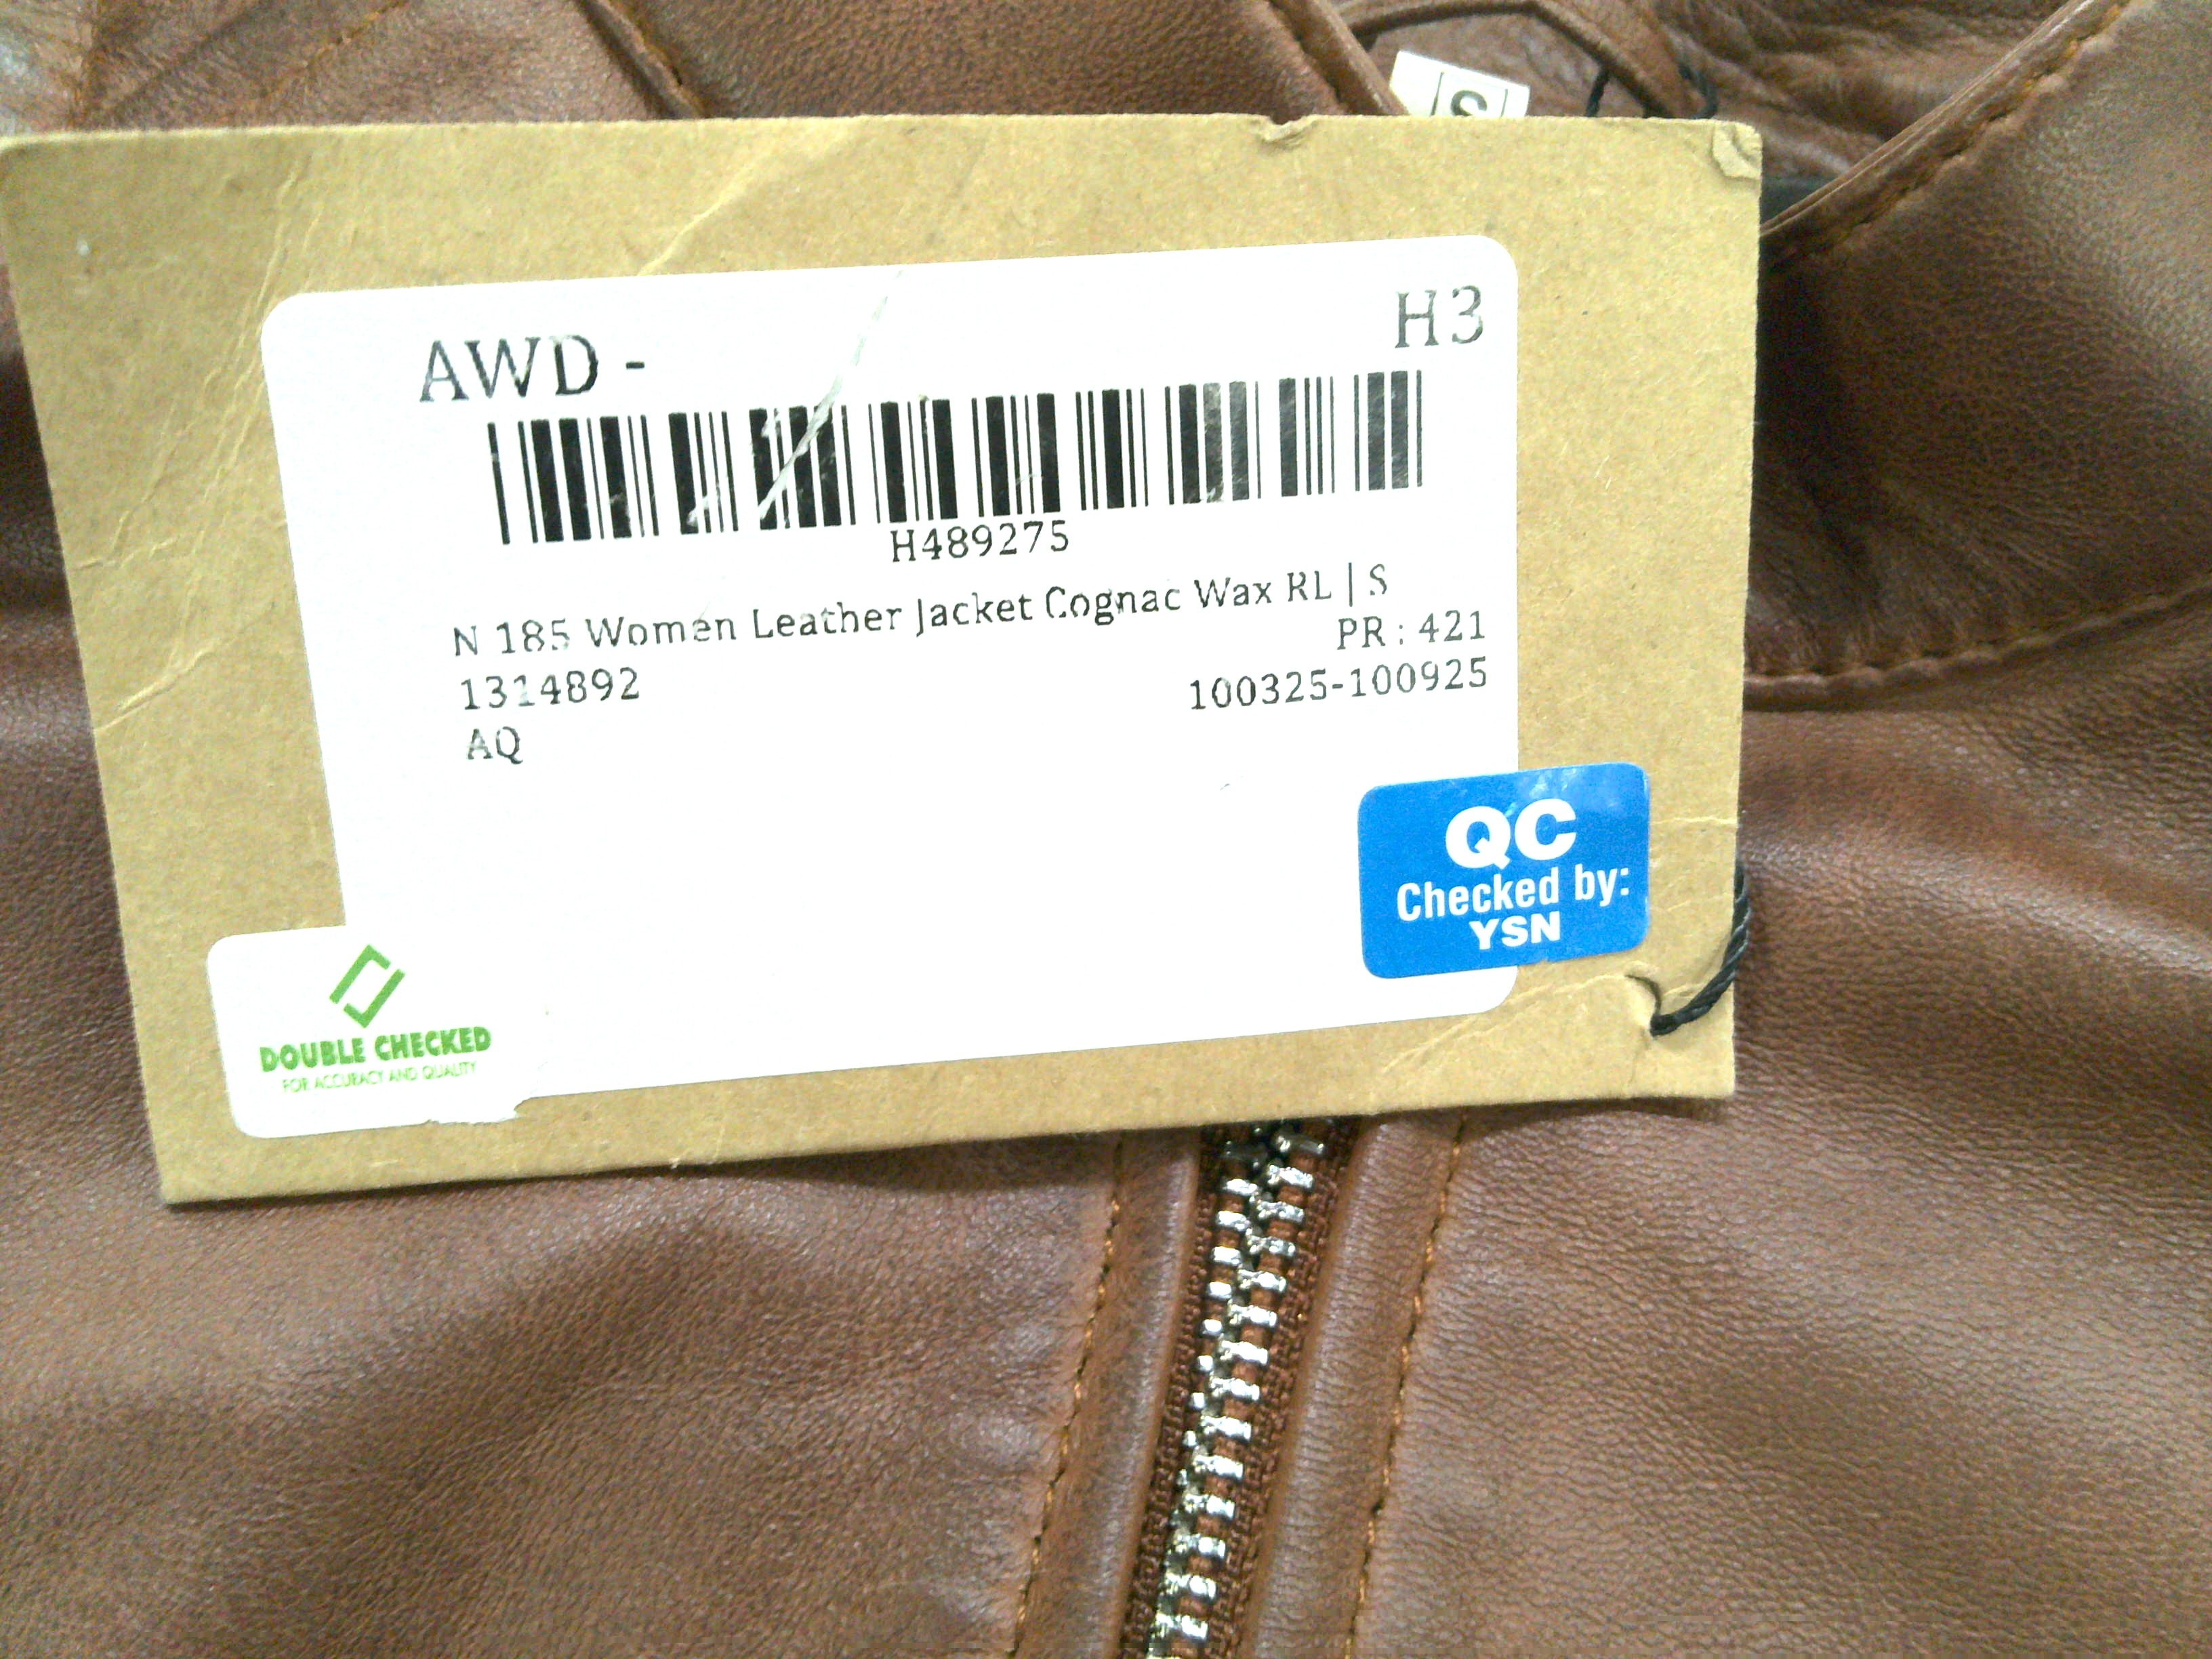 S
AWD -
H3
H489275
N 185 Women Leather Jacket Cognac Wax RL | S
PR : 421
1314892
100325-100925
AQ
QC
Checked by:
YSN
DOUBLE CHECKED
FOR ACCURACY AND QUALITY